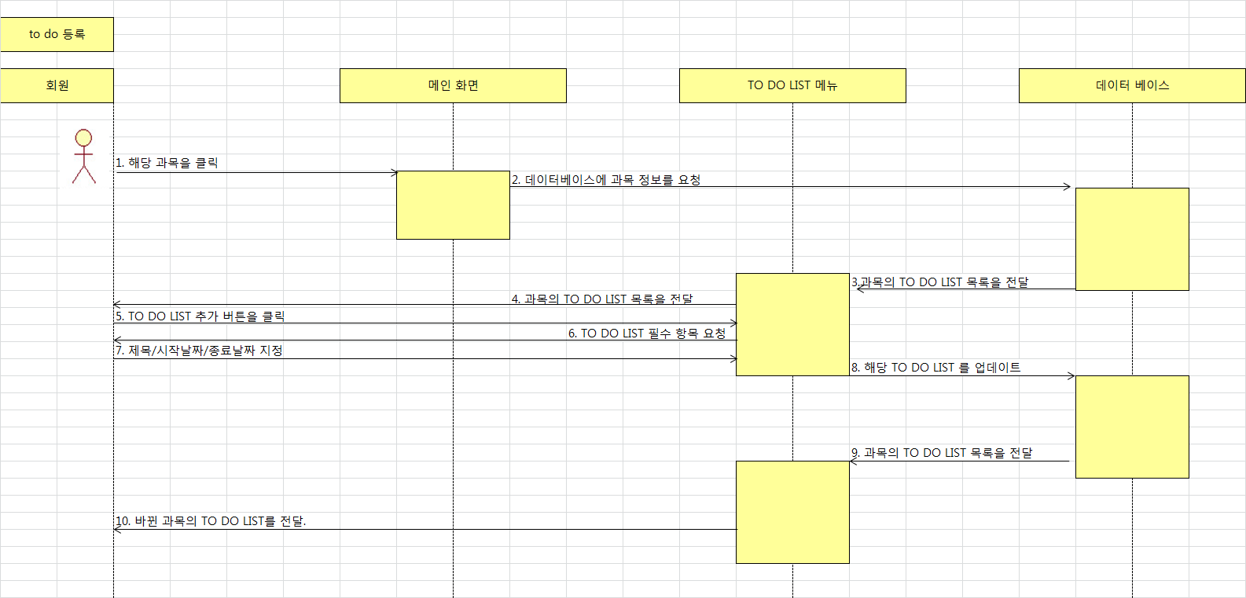 to do 등록
회원
메인 화면
TO DO LIST 메뉴
데이터 베이스
1. 해당 과목을 클릭
2. 데이터베이스에 과목 정보를 요청
3.과목의 TO DO LIST 목록을 전달
4. 과목의 TO DO LIST 목록을 전달
5. TO DO LIST 추가 버튼을 클릭
6. TO DO LIST 필수 항목 요청
7. 제목/시작날짜/종료날짜 지정
8. 해당 TO DO LIST 를 업데이트
9. 과목의 TO DO LIST 목록을 전달
10. 바뀐 과목의 TO DO LIST를 전달.